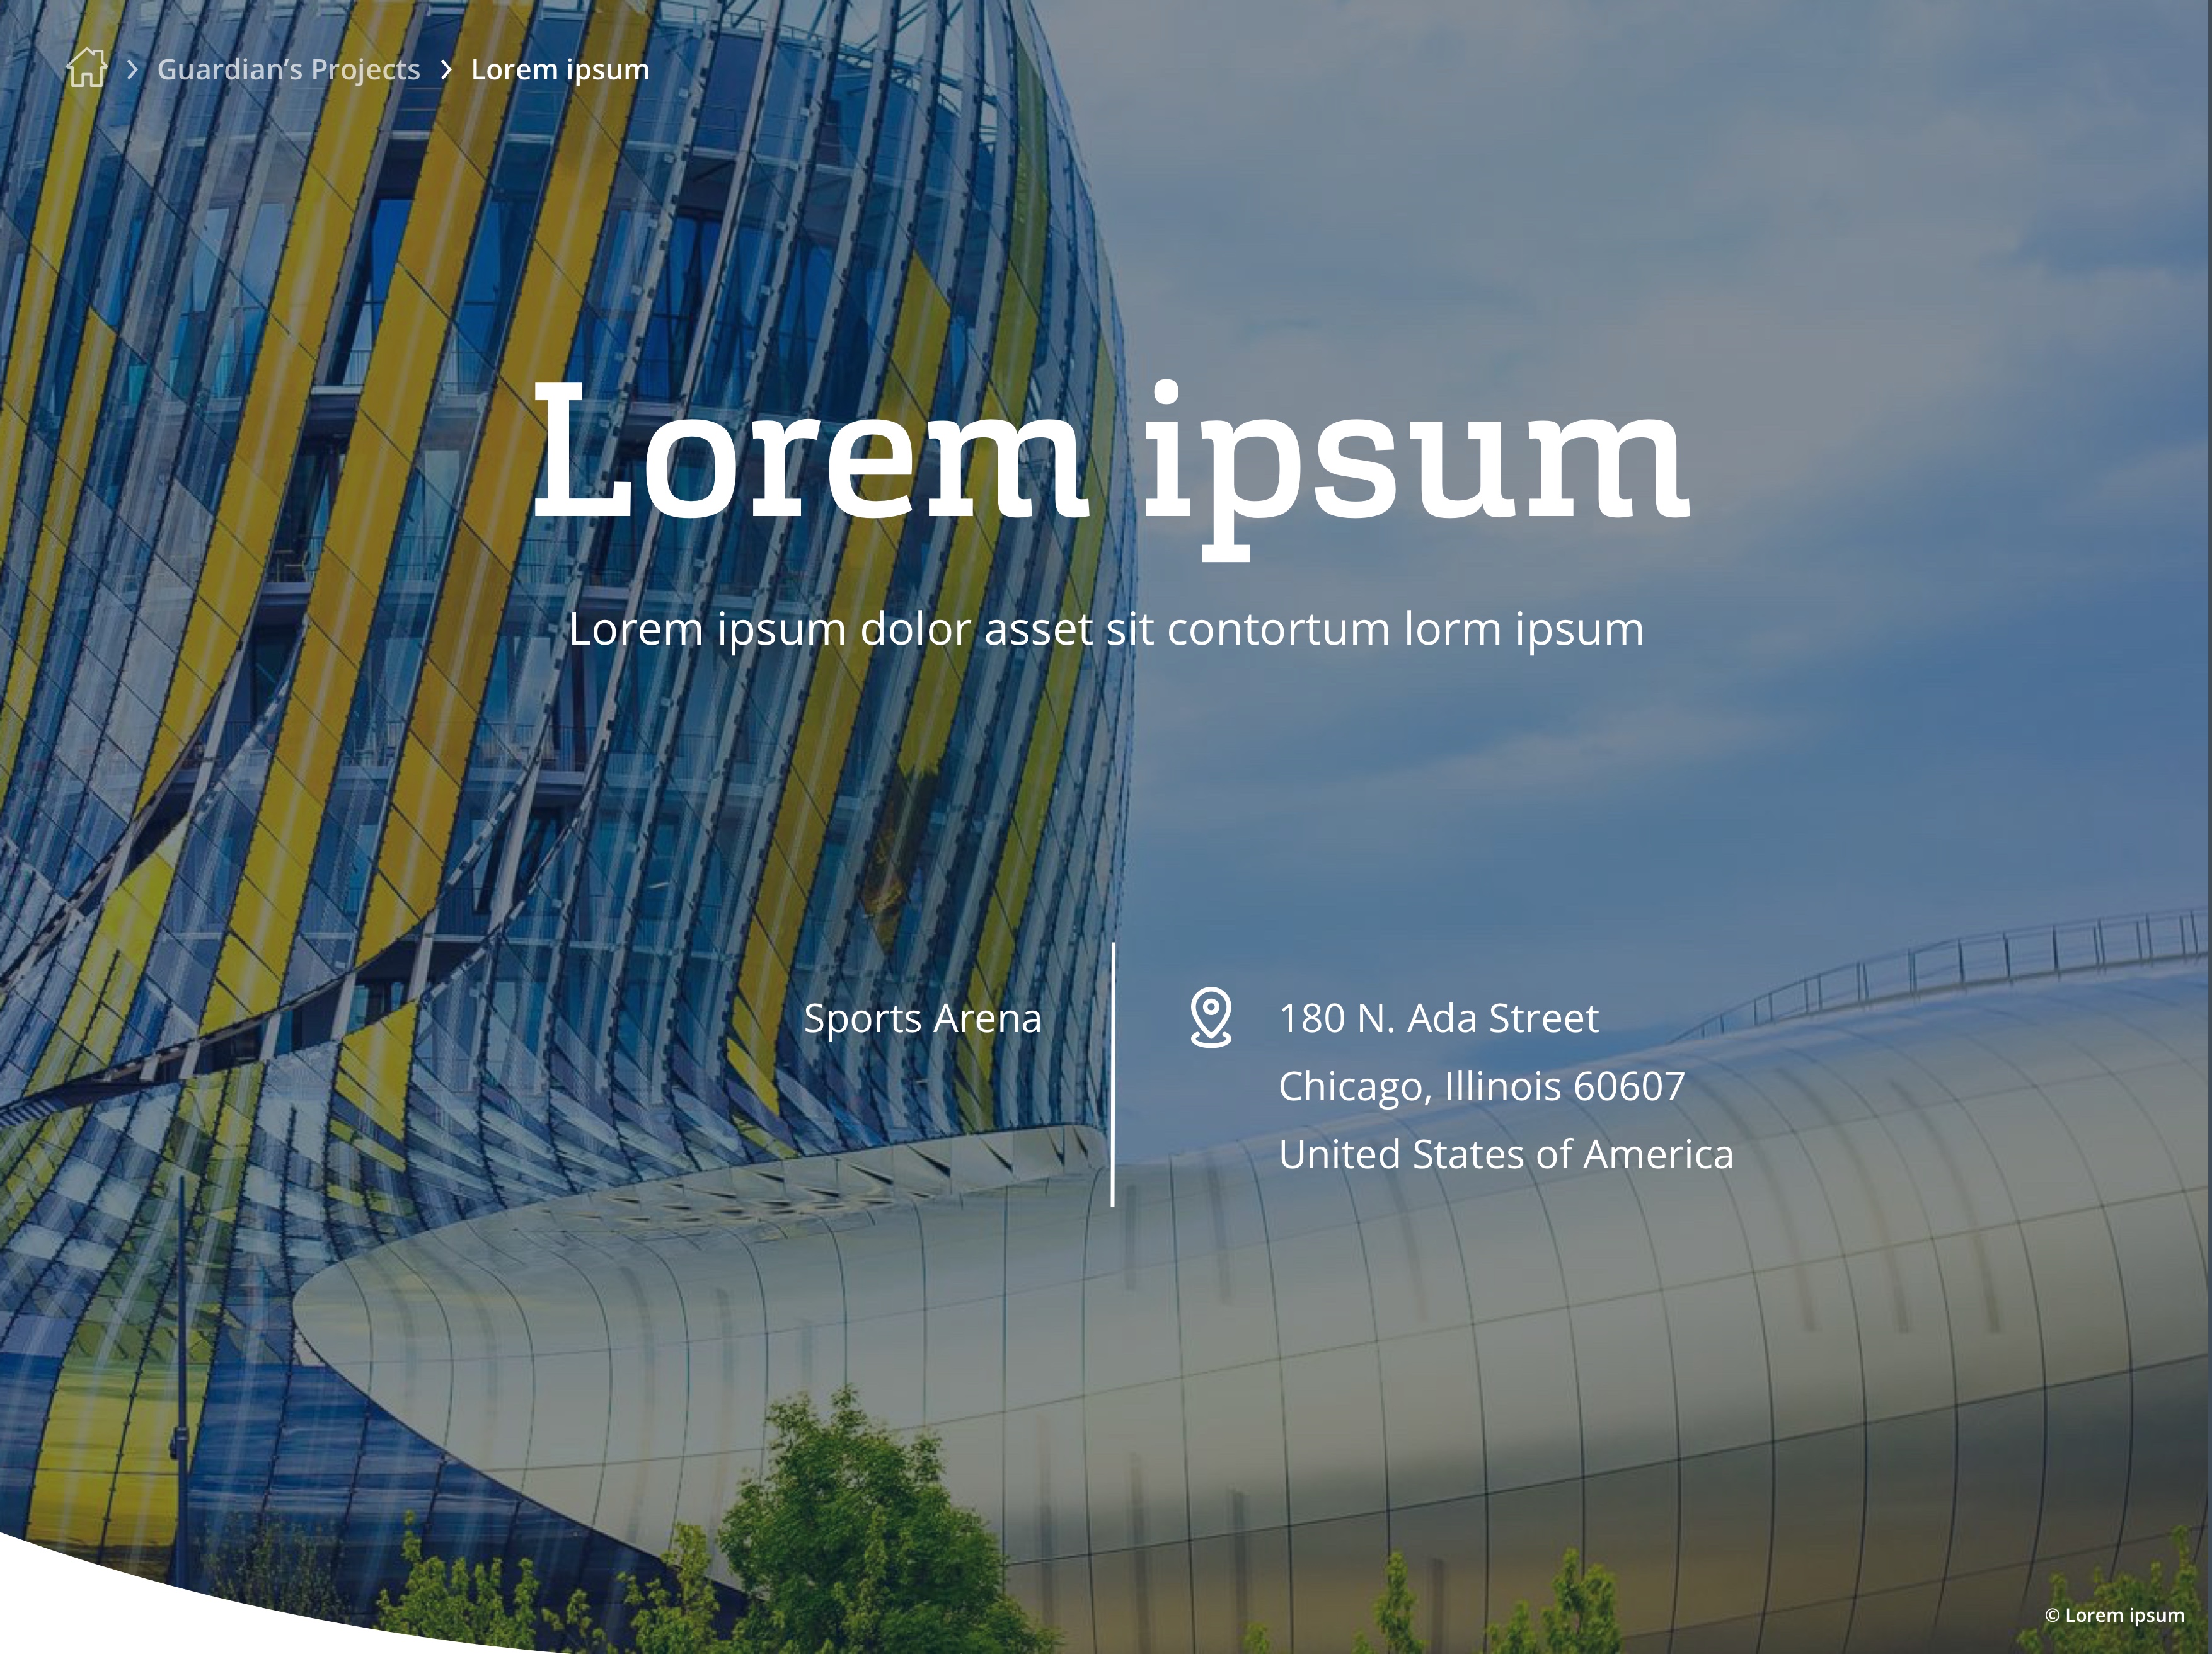 Guardian’s Projects Lorem ipsum
Lorem ipsum
Lorem ipsum dolor asset sit contortum lorm ipsum
Sports Arena
180 N. Ada Street
Chicago, Illinois 60607
United States of America
© Lorem ipsum